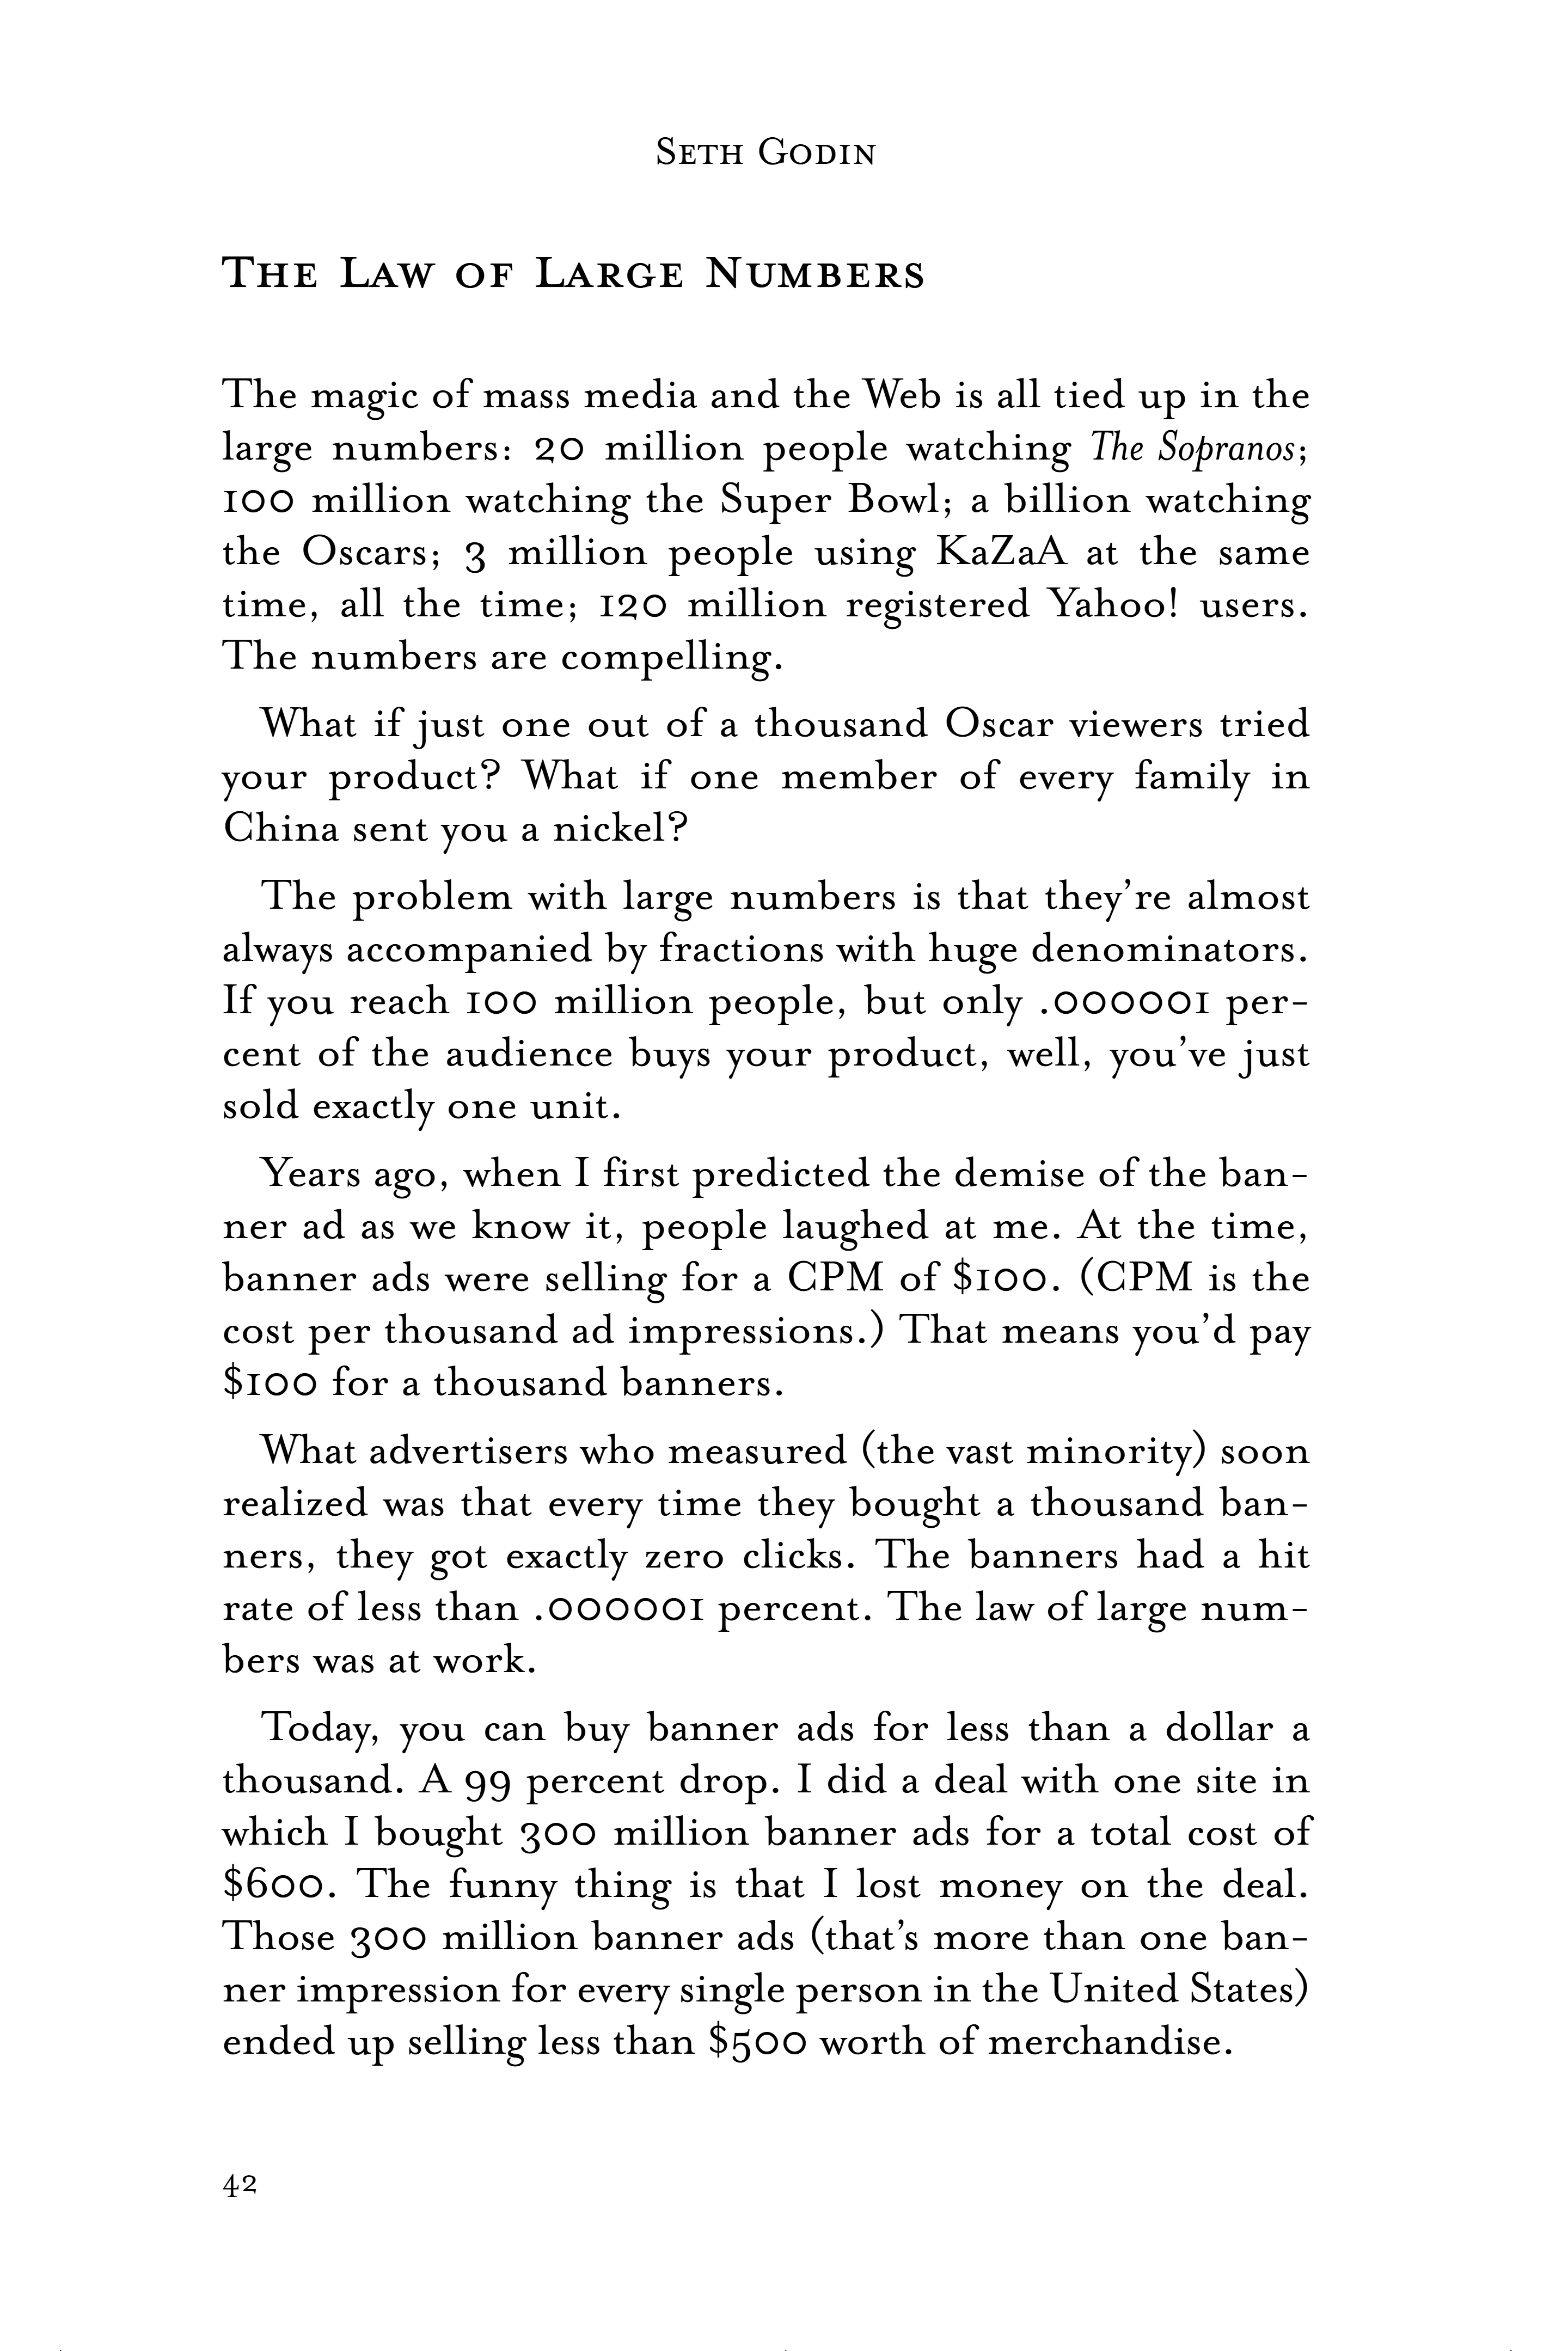 Seth Godin
The Law of Large Numbers
The magic of mass media and the Web is all tied up in the
large numbers: 20 million people watching The Sopranos;
100 million watching the Super Bowl; a billion watching
the Oscars; 3 million people using KaZaA at the same
time, all the time; 120 million registered Yahoo! users.
The numbers are compelling.
What if just one out of a thousand Oscar viewers tried
your product? What if one member of every family in
China sent you a nickel?
The problem with large numbers is that they’re almost
always accompanied by fractions with huge denominators.
If you reach 100 million people, but only .000001 per-
cent of the audience buys your product, well, you’ve just
sold exactly one unit.
Years ago, when I first predicted the demise of the ban-
ner ad as we know it, people laughed at me. At the time,
banner ads were selling for a CPM of $100. (CPM is the
cost per thousand ad impressions.) That means you’d pay
$100 for a thousand banners.
What advertisers who measured (the vast minority) soon
realized was that every time they bought a thousand ban-
ners, they got exactly zero clicks. The banners had a hit
rate of less than .000001 percent. The law of large num-
bers was at work.
Today, you can buy banner ads for less than a dollar a
thousand. A 99 percent drop. I did a deal with one site in
which I bought 300 million banner ads for a total cost of
$600. The funny thing is that I lost money on the deal.
Those 300 million banner ads (that’s more than one ban-
ner impression for every single person in the United States)
ended up selling less than $500 worth of merchandise.
42